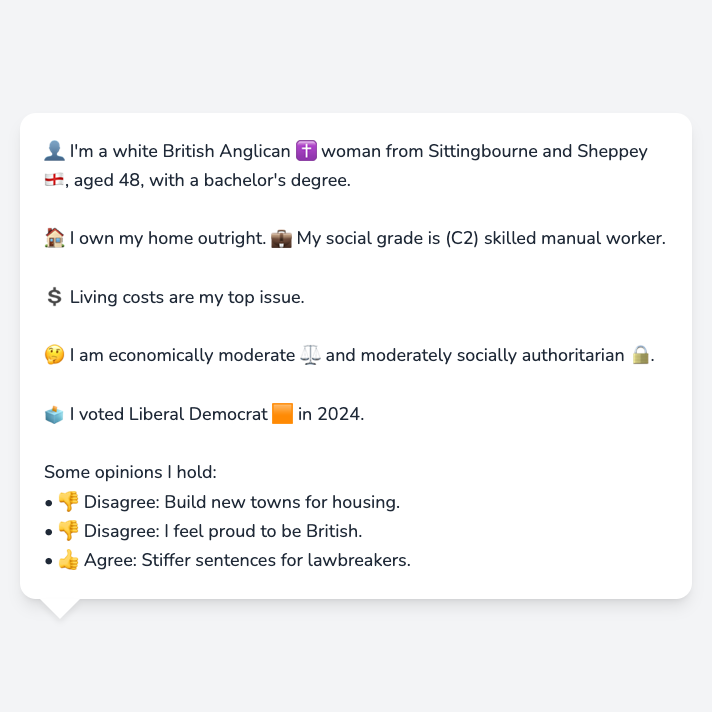 👤 I'm a white British Anglican ✝️ woman from Sittingbourne and Sheppey
🏴󠁧󠁢󠁥󠁮󠁧󠁿, aged 48, with a bachelor's degree.
🏠 I own my home outright. 💼 My social grade is (C2) skilled manual worker.
💲 Living costs are my top issue.
🤔 I am economically moderate ⚖️ and moderately socially authoritarian 🔒.
🗳️ I voted Liberal Democrat 🟧 in 2024.
Some opinions I hold:
• 👎 Disagree: Build new towns for housing.
• 👎 Disagree: I feel proud to be British.
• 👍 Agree: Stiffer sentences for lawbreakers.